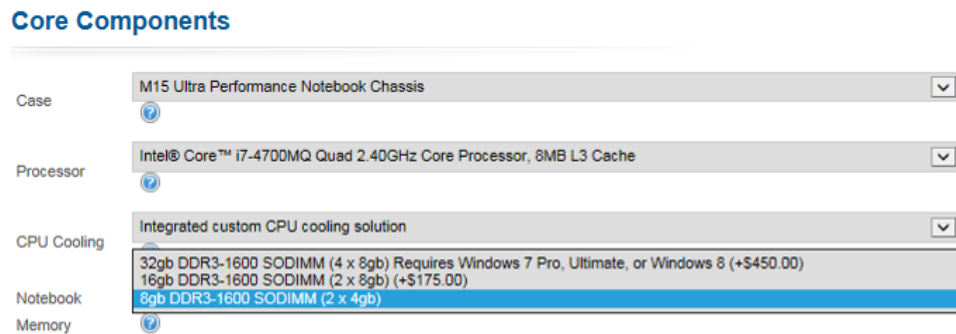 Core Components
Case
M15 Ultra Performance Notebook Chassis
Processor
Intel® Core™ i7-4700MQ Quad 2.40GHz Core Processor, 8MB L3 Cache
CPU Cooling
Integrated custom CPU cooling solution
32gb DDR3-1600 SODIMM (4 x 8gb) Requires Windows 7 Pro, Ultimate, or Windows 8 (+$450.00)
16gb DDR3-1600 SODIMM (2 x 8gb) (+$175.00)
8gb DDR3-1600 SODIMM (2 x 4gb)
Notebook
Memory